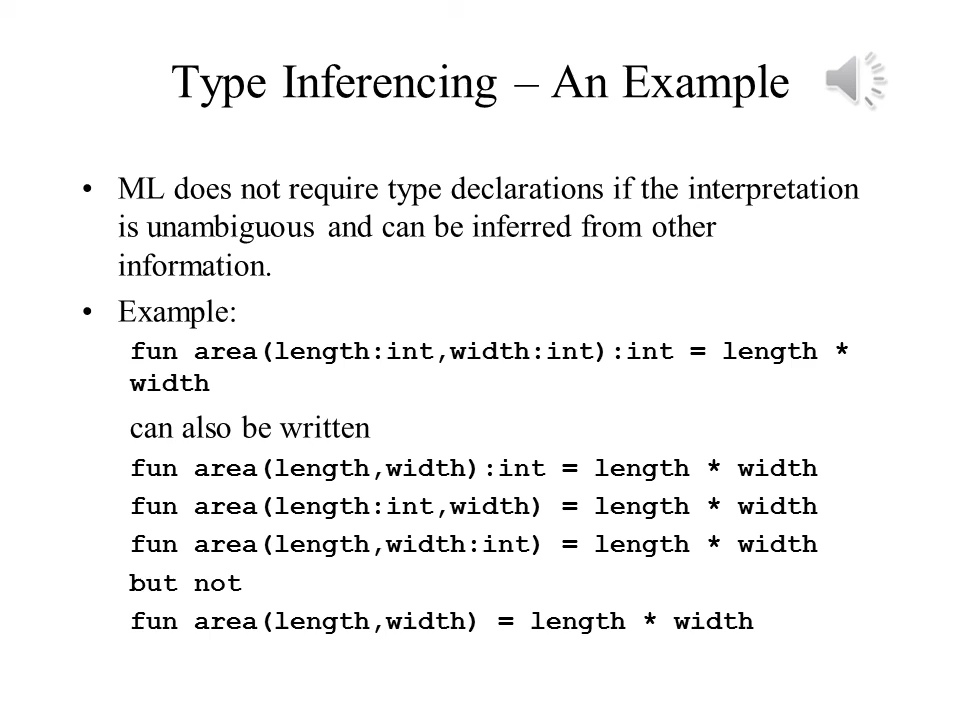 Type Inferencing – An Example
• ML does not require type declarations if the interpretation
is unambiguous and can be inferred from other
information.
• Example:
fun area(length:int,width:int):int = length *
width
can also be written
fun area(length,width):int = length * width
fun area(length:int,width) = length * width
fun area(length,width:int) = length * width
but not
fun area(length,width) = length * width